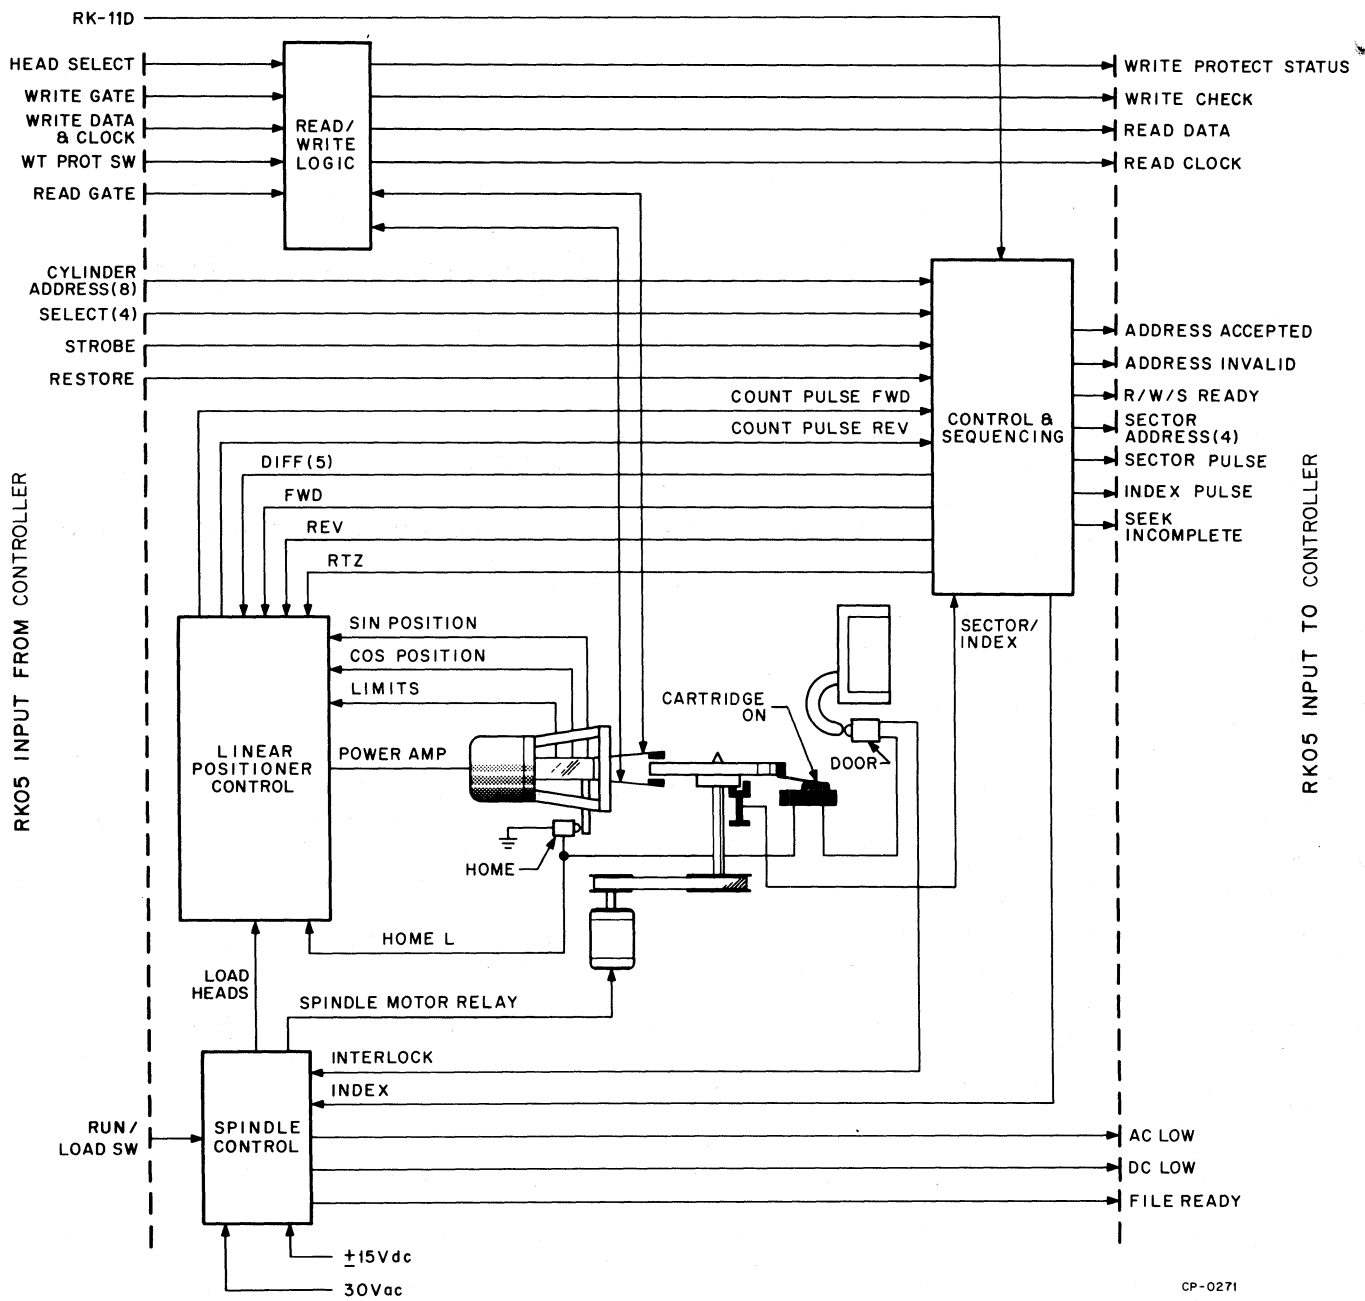 RK-11D
HEAD SELECT
WRITE GATE
WRITE DATA
& CLOCK
WT PROT SW
READ GATE
READ/
WRITE
LOGIC
WRITE PROTECT STATUS
WRITE CHECK
READ DATA
READ CLOCK
CYLINDER
ADDRESS(8)
SELECT(4)
STROBE
RESTORE
COUNT PULSE FWD
COUNT PULSE REV
DIFF(5)
FWD
REV
RTZ
CONTROL &
SEQUENCING
ADDRESS ACCEPTED
ADDRESS INVALID
R/W/S READY
SECTOR
ADDRESS(4)
SECTOR PULSE
INDEX PULSE
SEEK
INCOMPLETE
RK05 INPUT FROM CONTROLLER
RK05 INPUT TO CONTROLLER
SIN POSITION
COS POSITION
LIMITS
POWER AMP
LINEAR
POSITIONER
CONTROL
SECTOR/
INDEX
CARTRIDGE
ON
DOOR
HOME
HOME L
LOAD
HEADS
SPINDLE MOTOR RELAY
INTERLOCK
INDEX
RUN/
LOAD SW
SPINDLE
CONTROL
AC LOW
DC LOW
FILE READY
±15Vdc
30Vac
CP-0271